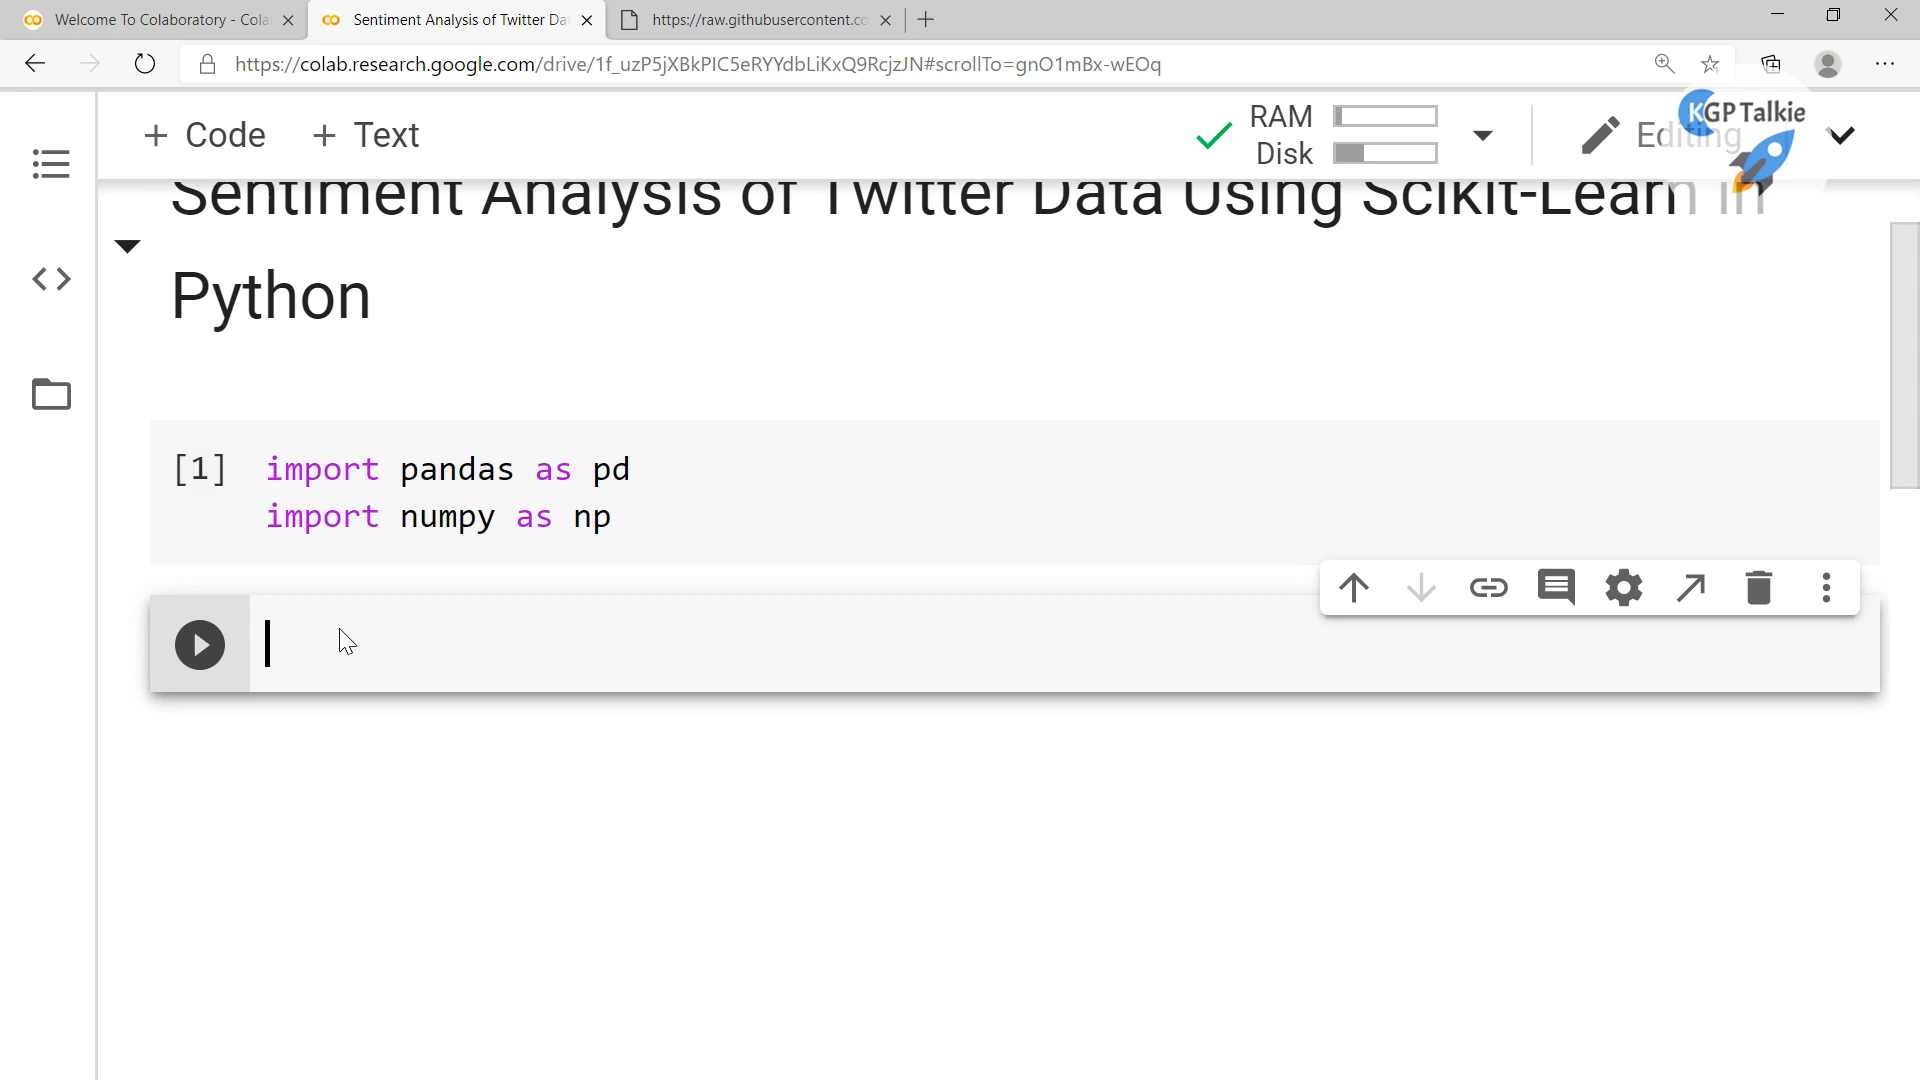 Welcome To Colaboratory - Cola
Sentiment Analysis of Twitter Da
https://raw.githubusercontent.co
https://colab.research.google.com/drive/1f_uzP5jXBkPIC5eRYYdbLiKxQ9RcjzJN#scrollTo=gnO1mBx-wEOq
+ Code + Text
RAM
Disk
Editing
KGP Talkie
Sentiment Analysis of Twitter Data Using Scikit-Learn in
Python
[1] import pandas as pd
import numpy as np